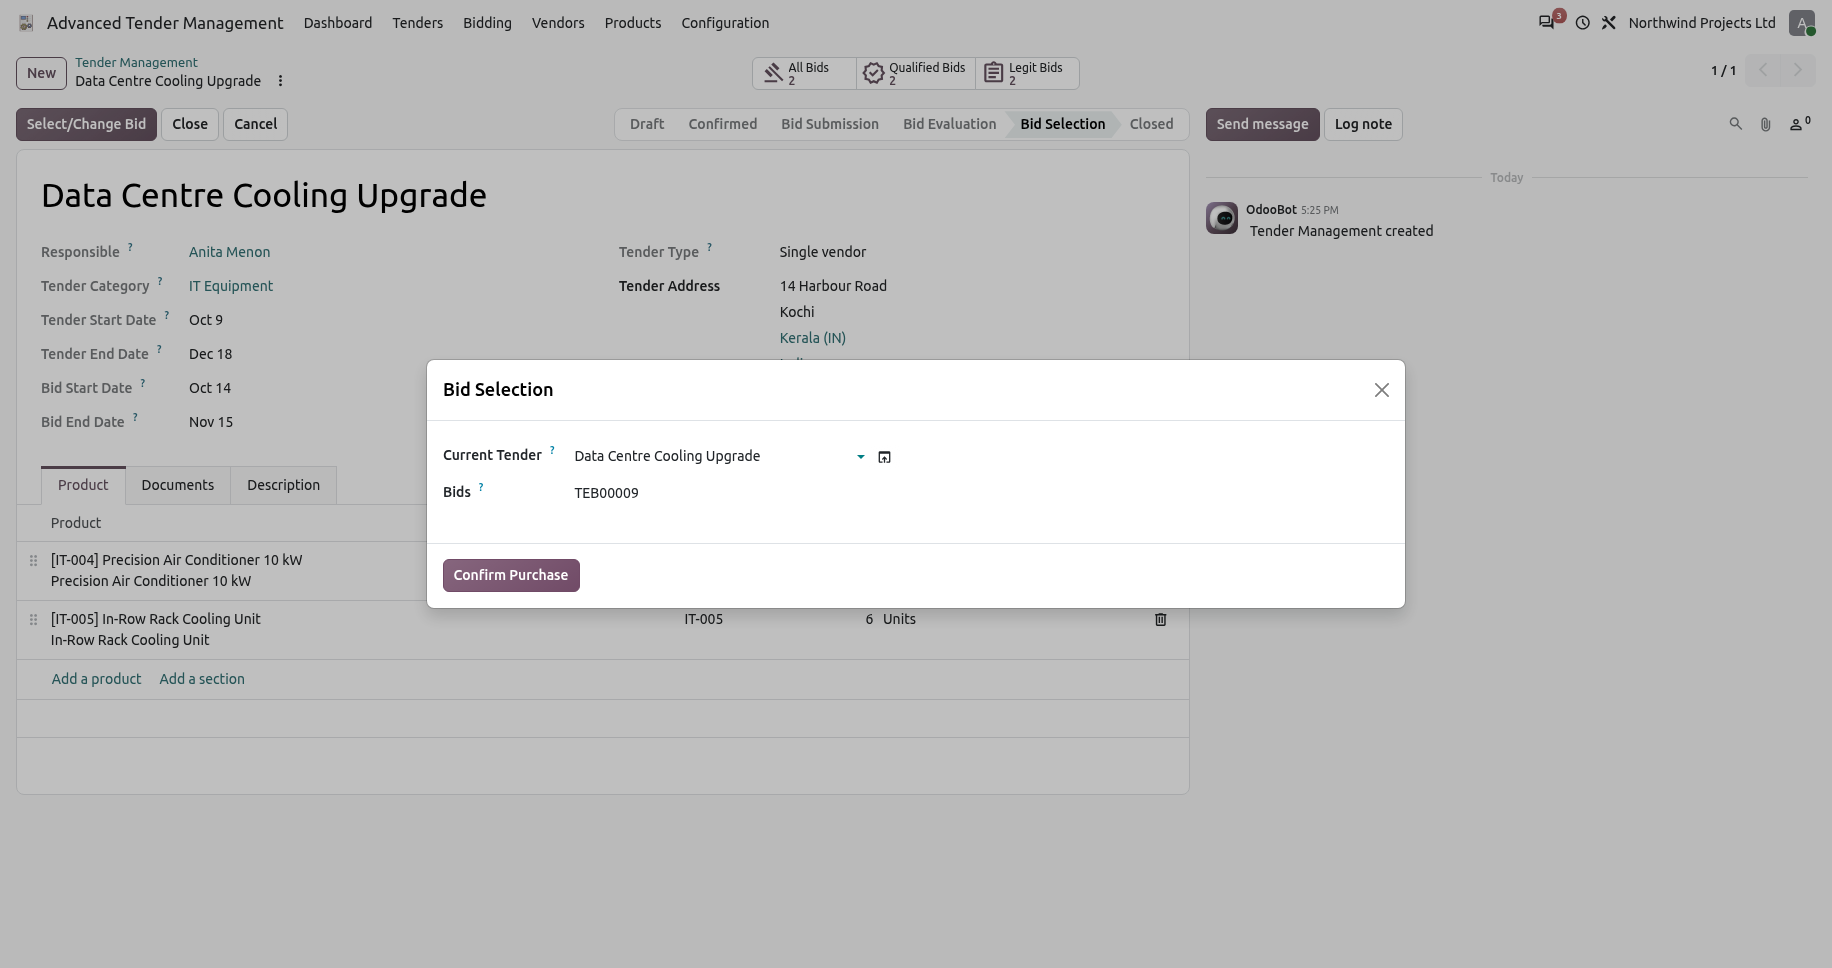 Advanced Tender Management Dashboard Tenders Bidding Vendors Products Configuration 3 Northwind Projects Ltd A
New
Tender Management
Data Centre Cooling Upgrade
All Bids
2
Qualified Bids
2
Legit Bids
2
1 / 1
Select/Change Bid Close Cancel
Draft Confirmed Bid Submission Bid Evaluation Bid Selection Closed
Send message Log note 0
Data Centre Cooling Upgrade
Responsible ? Anita Menon
Tender Category ? IT Equipment
Tender Start Date ? Oct 9
Tender End Date ? Dec 18
Bid Start Date ? Oct 14
Bid End Date ? Nov 15
Tender Type ? Single vendor
Tender Address 14 Harbour Road
Kochi
Kerala (IN)
Today
OdooBot 5:25 PM
Tender Management created
Product Documents Description
Product
[IT-004] Precision Air Conditioner 10 kW
Precision Air Conditioner 10 kW
[IT-005] In-Row Rack Cooling Unit IT-005 6 Units
In-Row Rack Cooling Unit
Add a product Add a section
Bid Selection
Current Tender ? Data Centre Cooling Upgrade
Bids ? TEB00009
Confirm Purchase